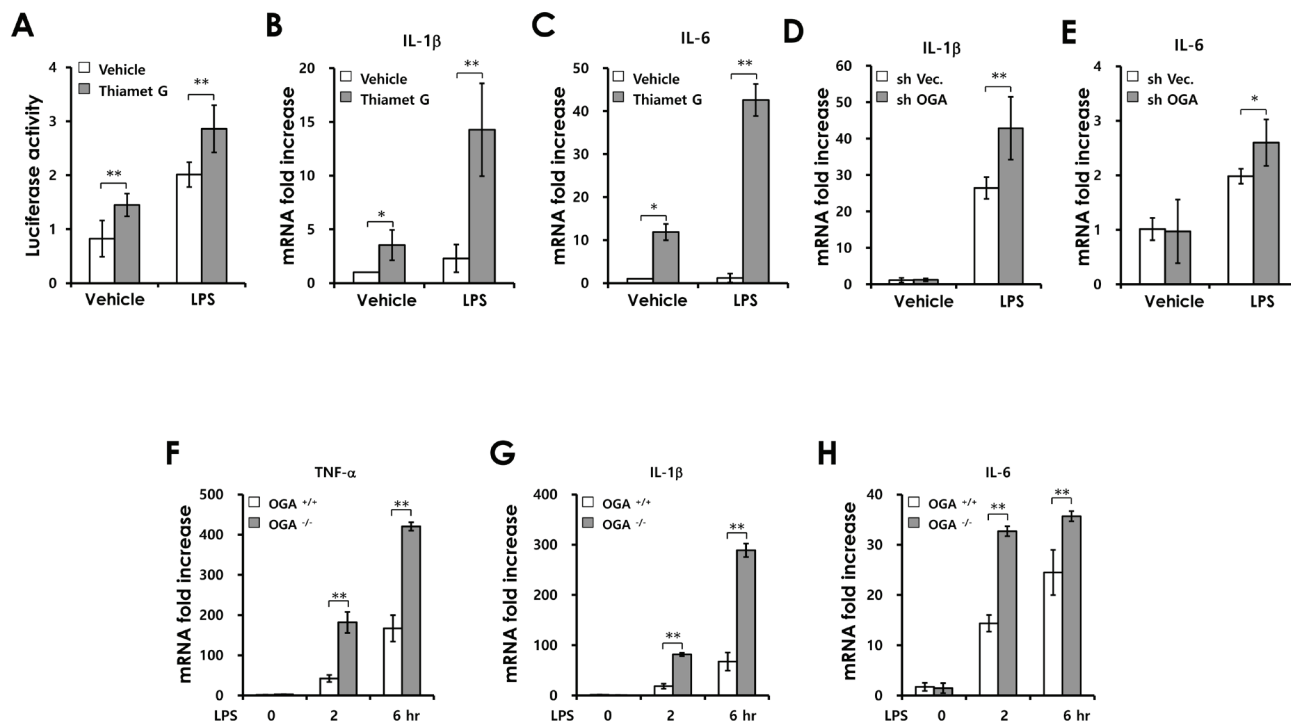 A
Luciferase activity
4
3
2
1
0
Vehicle
Thiamet G
**
**
Vehicle LPS
B
IL-1β
mRNA fold increase
20
15
10
5
0
Vehicle
Thiamet G
*
**
Vehicle LPS
C
IL-6
mRNA fold increase
50
40
30
20
10
0
Vehicle
Thiamet G
*
**
Vehicle LPS
D
IL-1β
mRNA fold increase
60
50
40
30
20
10
0
sh Vec.
sh OGA
**
Vehicle LPS
E
IL-6
mRNA fold increase
4
3
2
1
0
sh Vec.
sh OGA
*
Vehicle LPS
F
TNF-α
mRNA fold increase
500
400
300
200
100
0
OGA +/+
OGA -/-
**
**
LPS 0 2 6 hr
G
IL-1β
mRNA fold increase
400
300
200
100
0
OGA +/+
OGA -/-
**
**
LPS 0 2 6 hr
H
IL-6
mRNA fold increase
40
30
20
10
0
OGA +/+
OGA -/-
**
**
LPS 0 2 6 hr